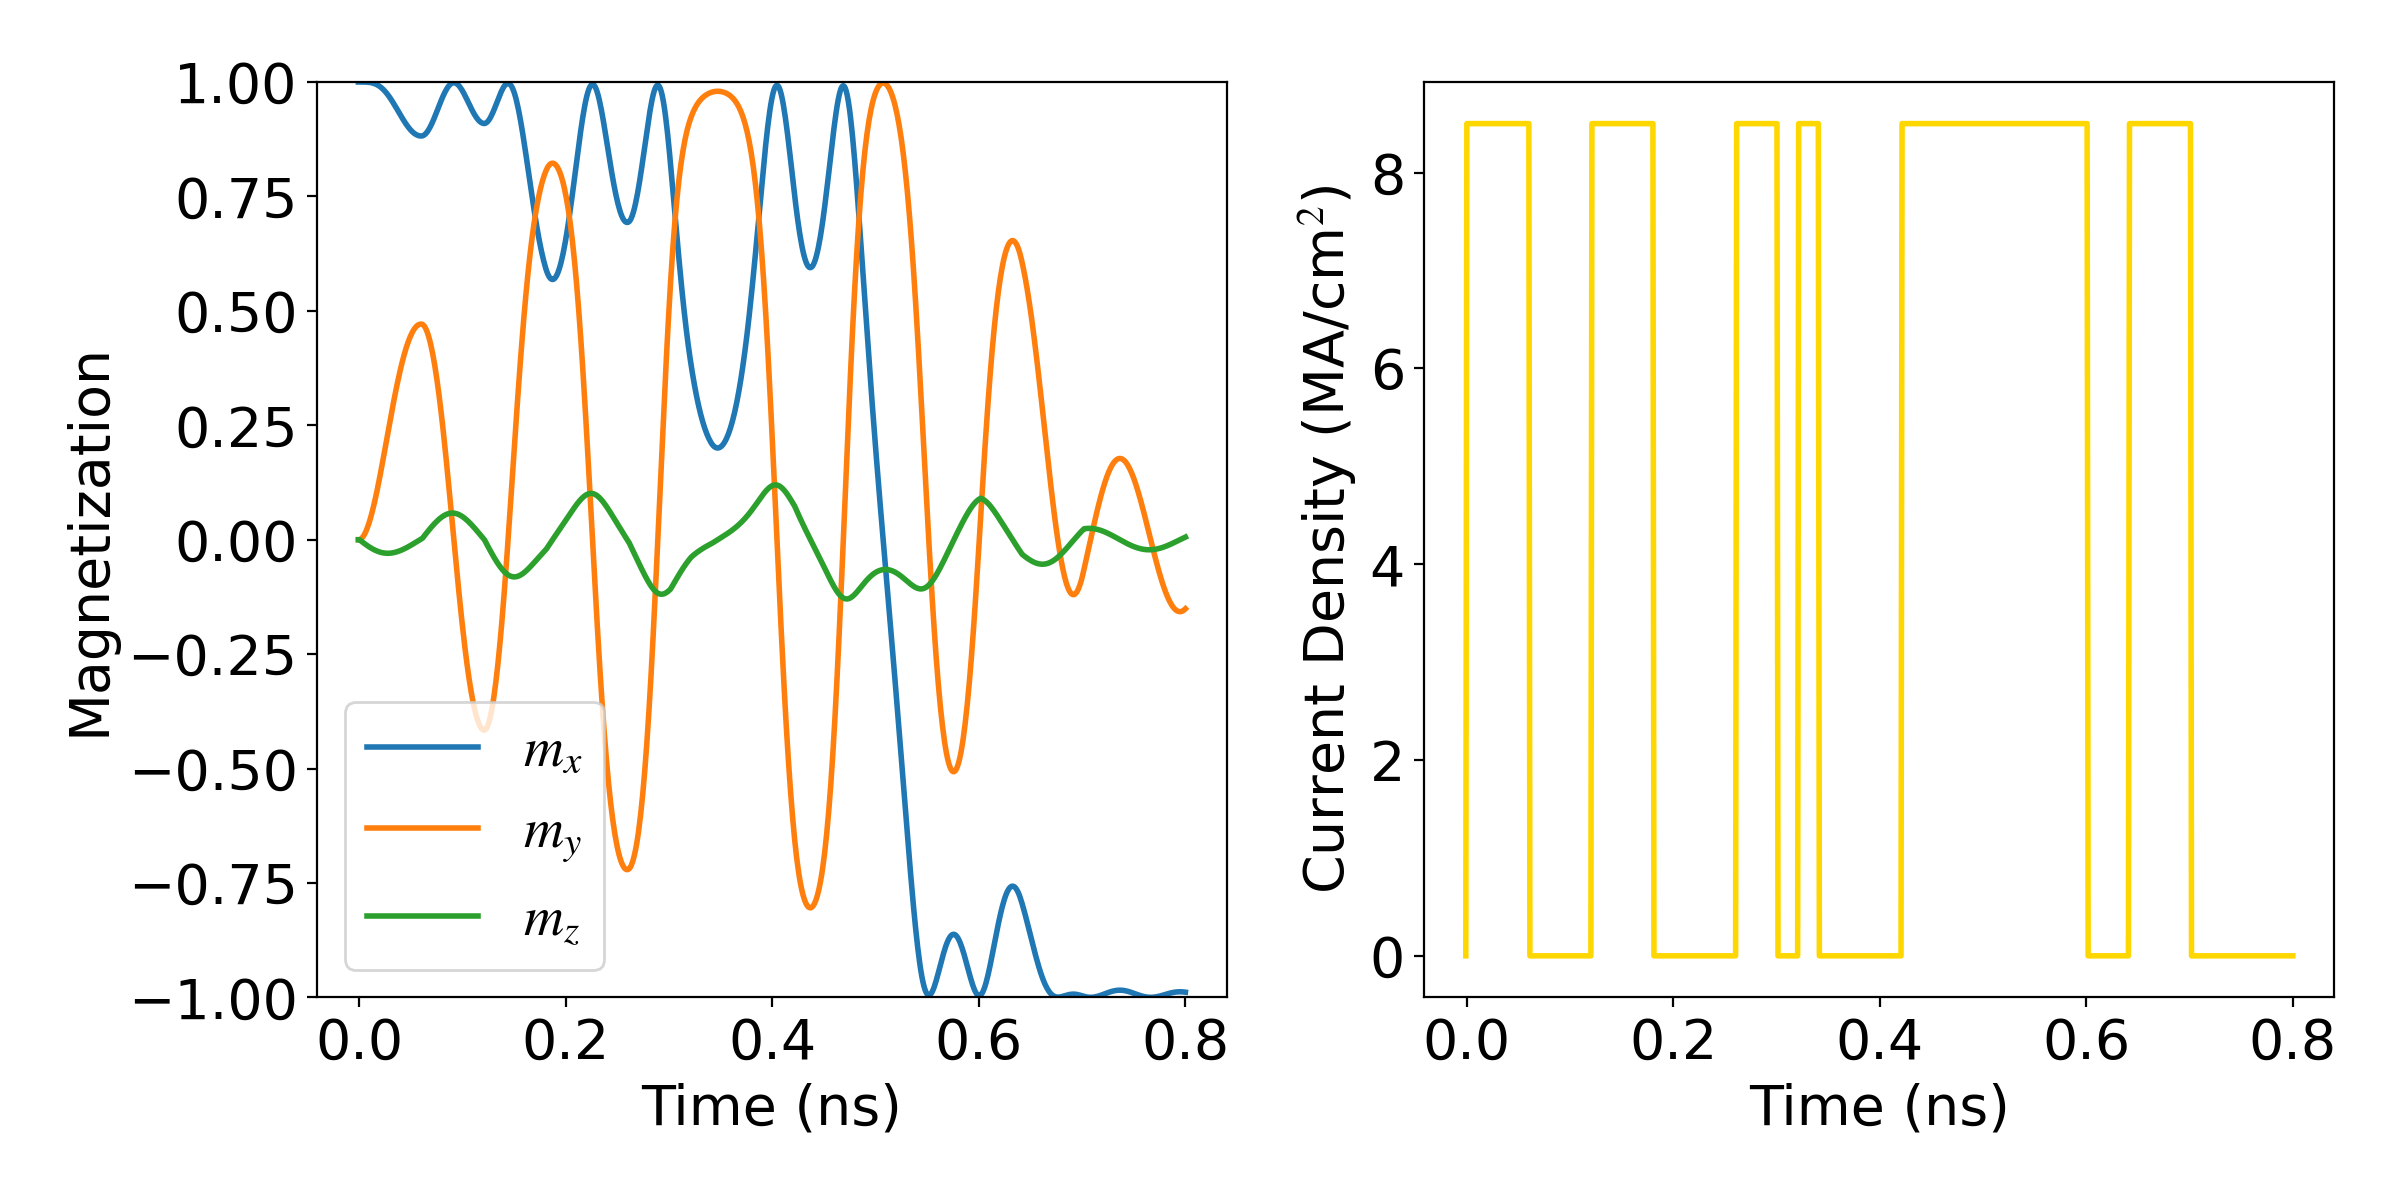 Magnetization
1.00
0.75
0.50
0.25
0.00
−0.25
−0.50
−0.75
−1.00
m_x
m_y
m_z
0.0 0.2 0.4 0.6 0.8
Time (ns)
Current Density (MA/cm²)
8
6
4
2
0
0.0 0.2 0.4 0.6 0.8
Time (ns)